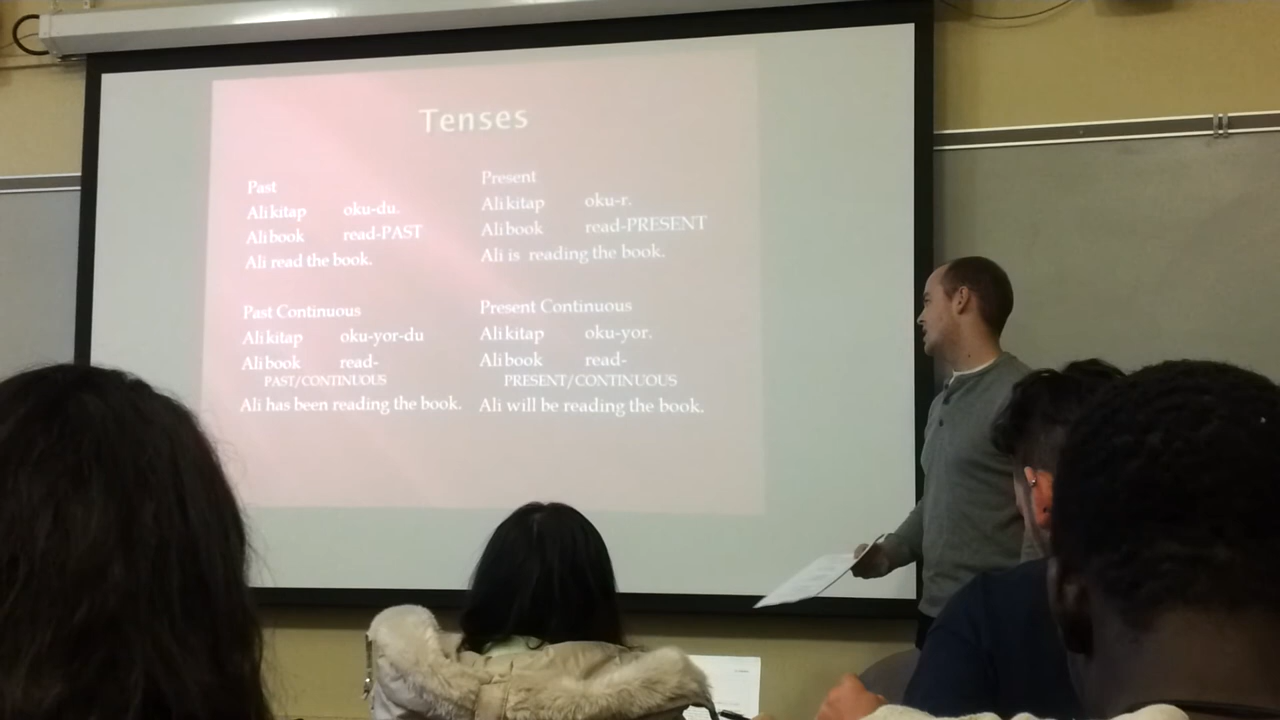 Tenses
Past
Ali kitap oku-du.
Ali book read-PAST
Ali read the book.
Present
Ali kitap oku-r.
Ali book read-PRESENT
Ali is reading the book.
Past Continuous
Ali kitap oku-yor-du
Ali book read-
PAST/CONTINUOUS
Ali has been reading the book.
Present Continuous
Ali kitap oku-yor.
Ali book read-
PRESENT/CONTINUOUS
Ali will be reading the book.